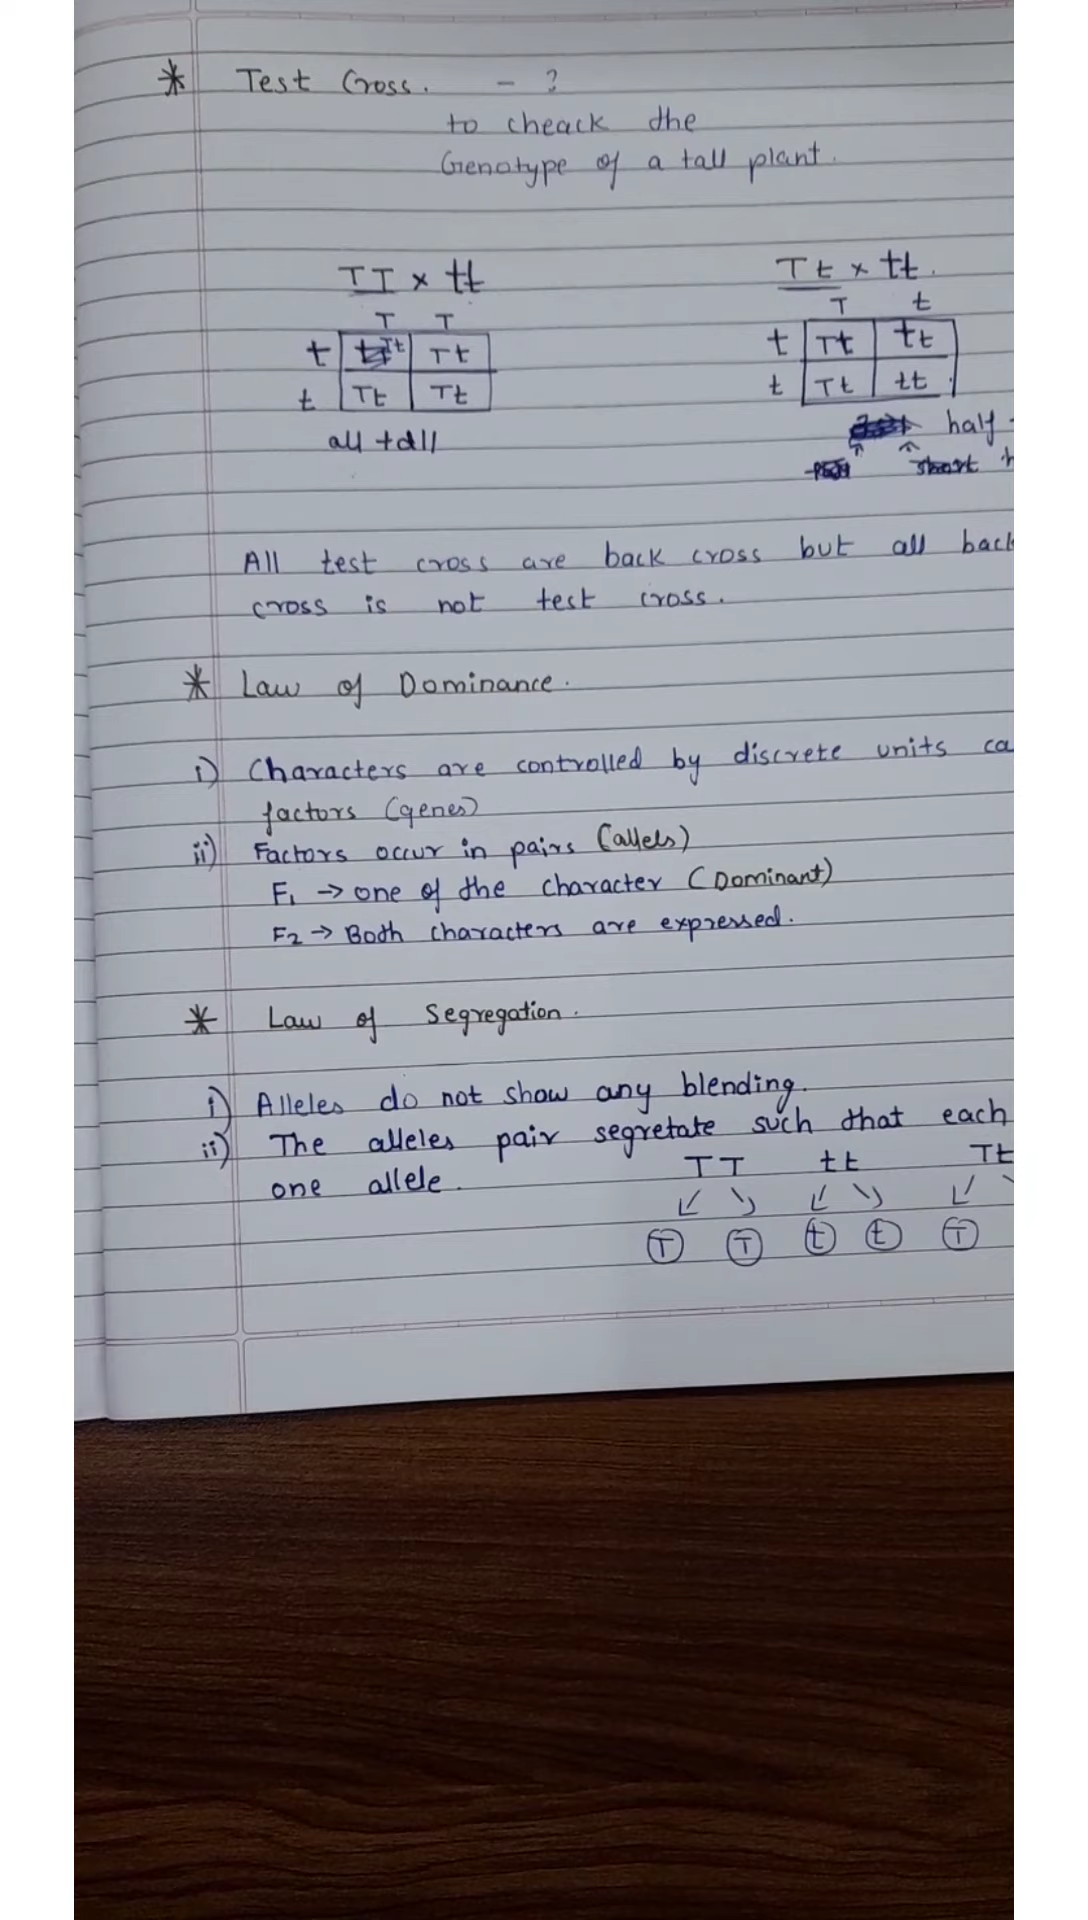 * Test Cross. - ?
to cheack the
Genotype of a tall plant.
TT x tt
T T
t Tt Tt
t Tt Tt
all tall
Tt x tt.
T t
t Tt tt
t Tt tt
half
short
All test cross are back cross but all back
cross is not test cross.
* Law of Dominance.
i) Characters are controlled by discrete units ca
factors (genes)
ii) Factors occur in pairs (allels)
F1 → one of the character (Dominant)
F2 → Both characters are expressed.
* Law of Segregation.
i) Alleles do not show any blending.
ii) The alleles pair segretate such that each
one allele.
TT tt Tt
T T t t T